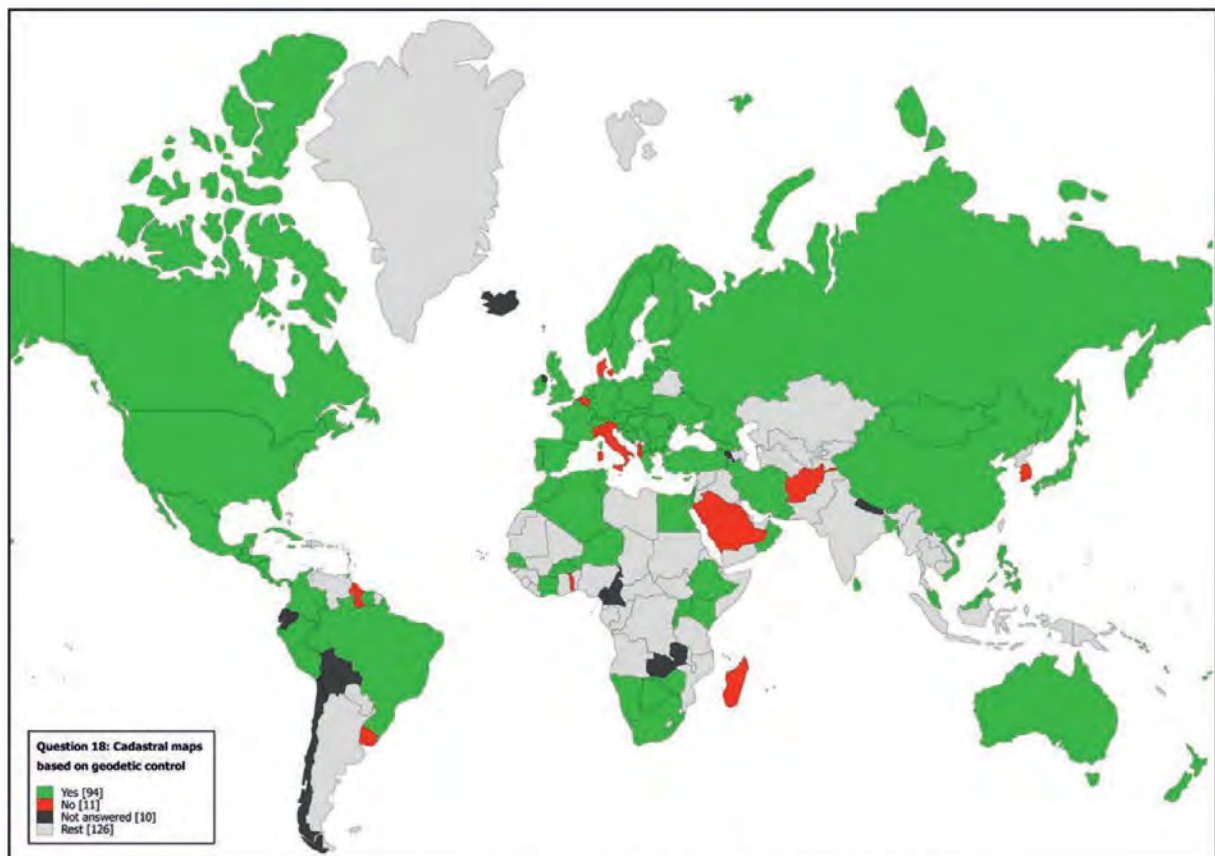 Question 18: Cadastral maps
based on geodetic control
Yes [94]
No [11]
Not answered [10]
Rest [126]